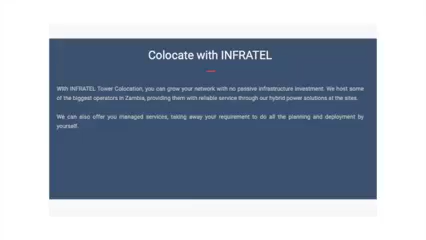 Colocate with INFRATEL
With INFRATEL Tower Colocation, you can grow your network with no passive infrastructure investment. We host some
of the biggest operators in Zambia, providing them with reliable service through our hybrid power solutions at the sites.
We can also offer you managed services, taking away your requirement to do all the planning and deployment by
yourself.